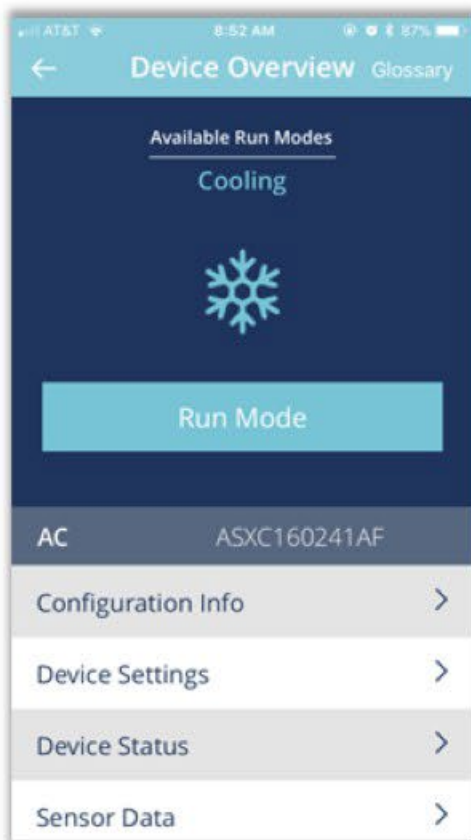 AT&T 8:52 AM 87%
Device Overview Glossary
Available Run Modes
Cooling
Run Mode
AC ASXC160241AF
Configuration Info
Device Settings
Device Status
Sensor Data